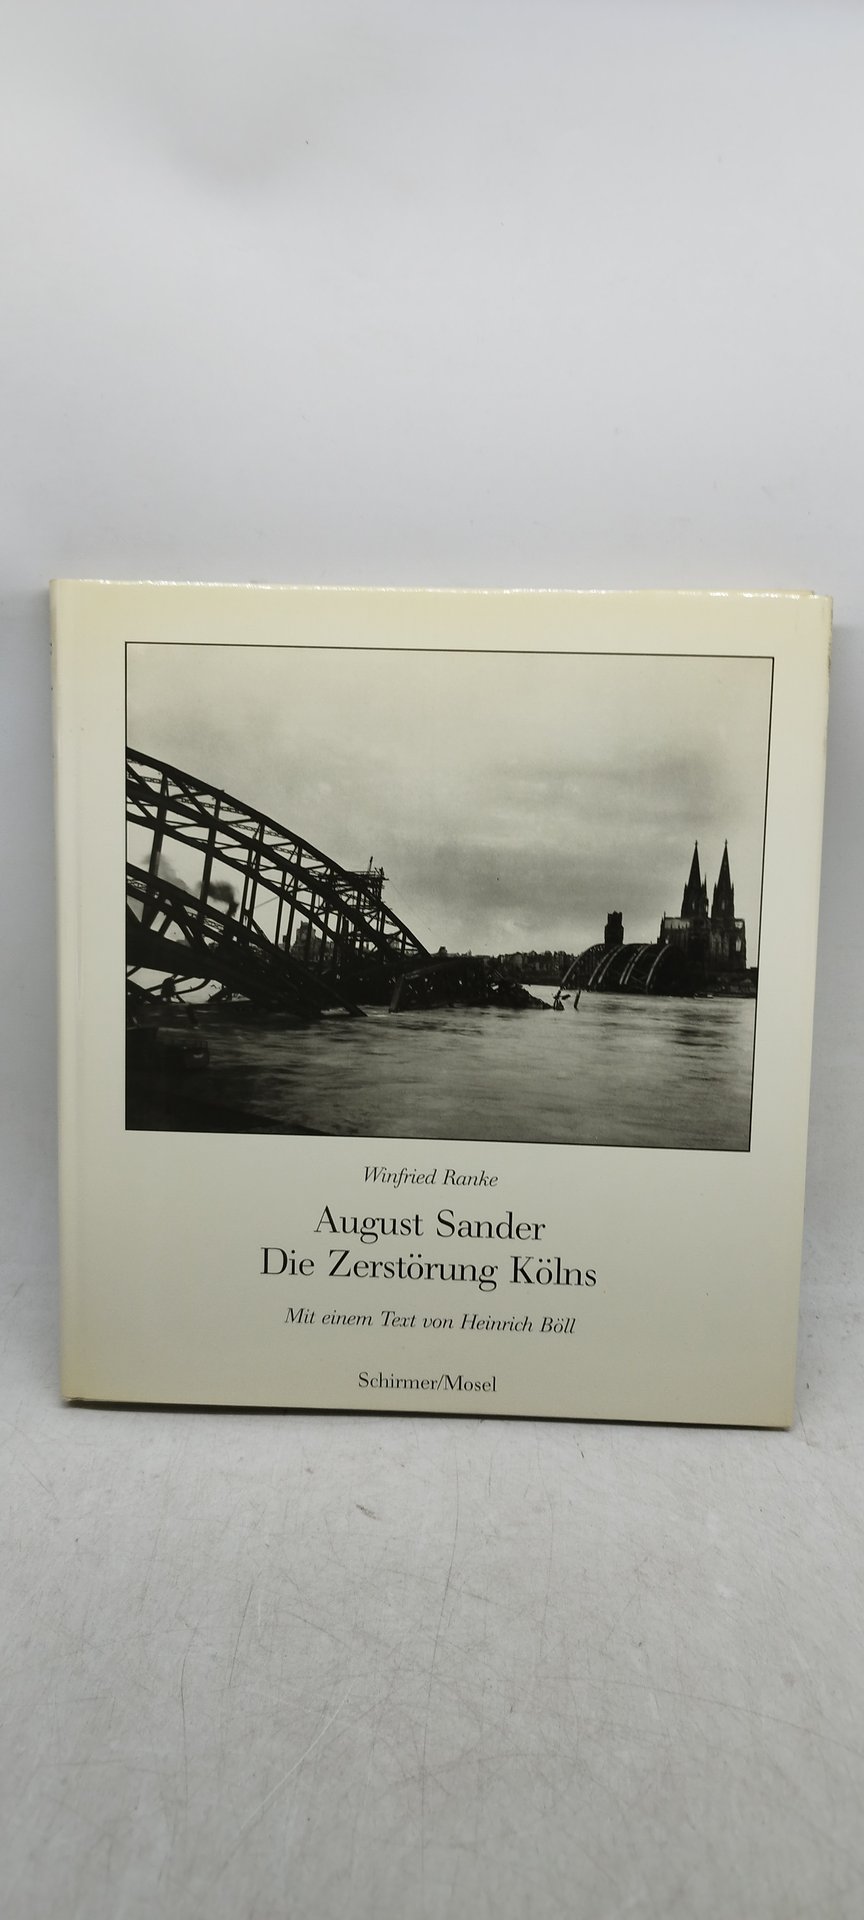 Winfried Ranke
August Sander
Die Zerstörung Kölns
Mit einem Text von Heinrich Böll
Schirmer/Mosel